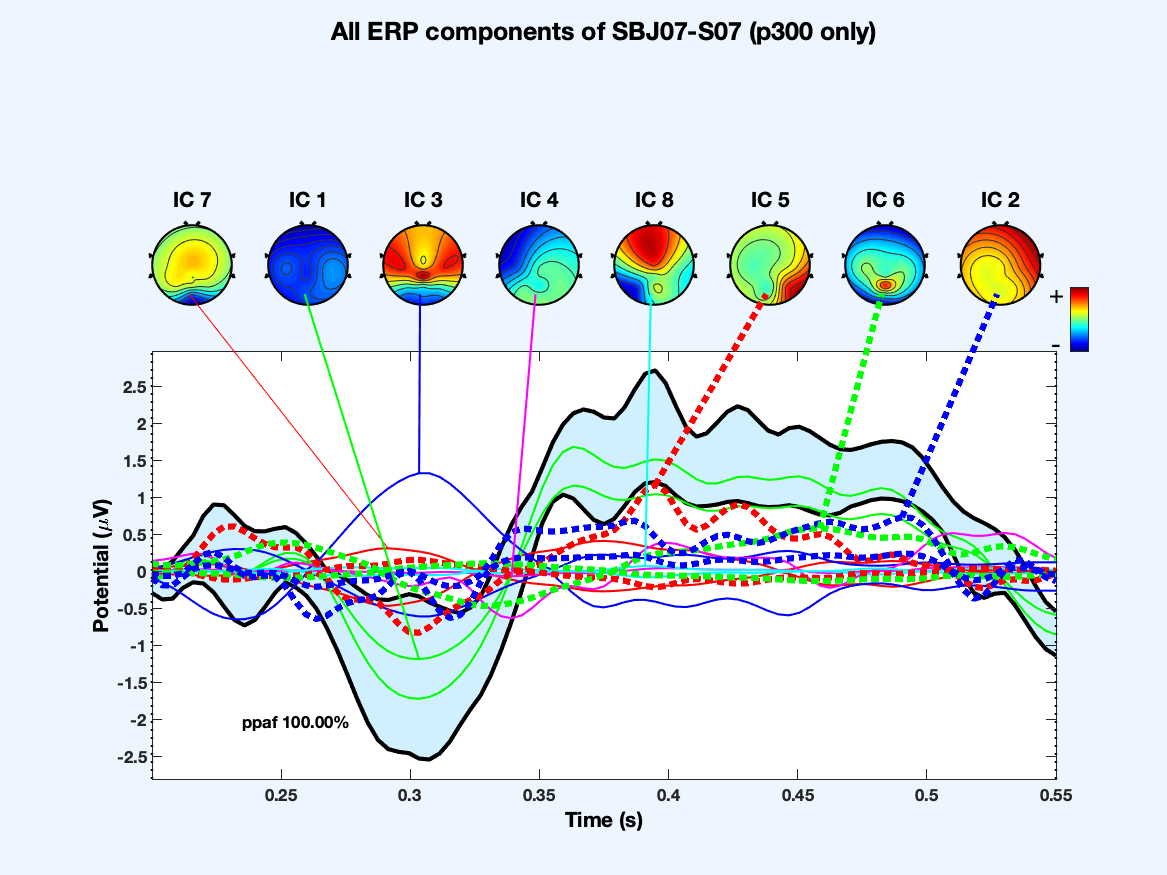 All ERP components of SBJ07-S07 (p300 only)
IC 7 IC 1 IC 3 IC 4 IC 8 IC 5 IC 6 IC 2
+
-
2.5
2
1.5
1
0.5
0
-0.5
-1
-1.5
-2
-2.5
Potential (μV)
ppaf 100.00%
0.25 0.3 0.35 0.4 0.45 0.5 0.55
Time (s)